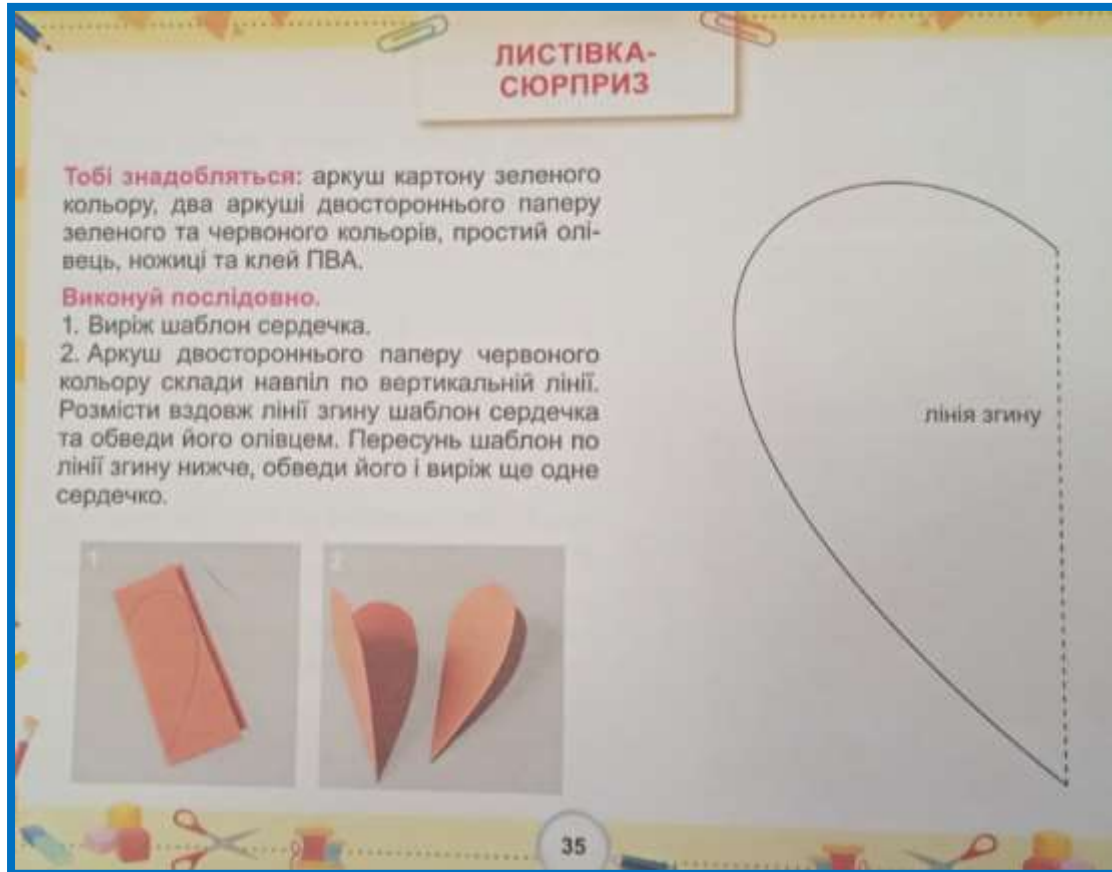 ЛИСТІВКА-
СЮРПРИЗ
Тобі знадобляться: аркуш картону зеленого
кольору, два аркуші двостороннього паперу
зеленого та червоного кольорів, простий олі-
вець, ножиці та клей ПВА.
Виконуй послідовно.
1. Виріж шаблон сердечка.
2. Аркуш двостороннього паперу червоного
кольору склади навпіл по вертикальній лінії.
Розмісти вздовж лінії згину шаблон сердечка
та обведи його олівцем. Пересунь шаблон по
лінії згину нижче, обведи його і виріж ще одне
сердечко.
лінія згину
1
2
35